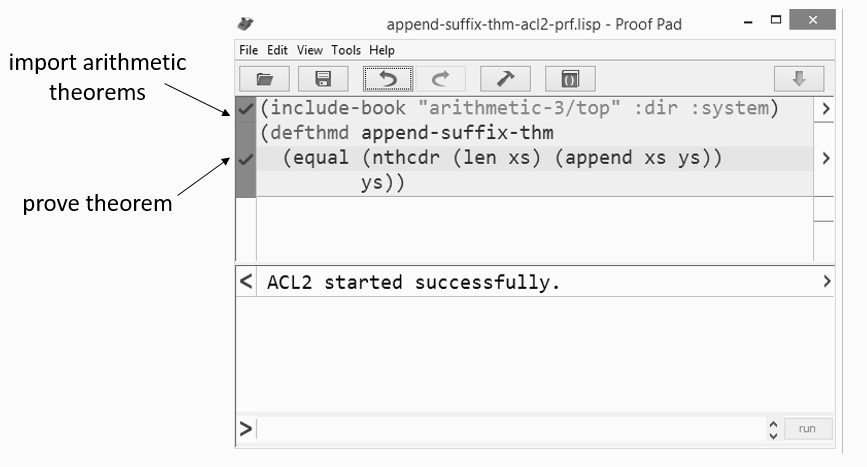 append-suffix-thm-acl2-prf.lisp - Proof Pad
File Edit View Tools Help
import arithmetic
theorems
(include-book "arithmetic-3/top" :dir :system)
(defthmd append-suffix-thm
(equal (nthcdr (len xs) (append xs ys))
ys))
prove theorem
< ACL2 started successfully. >
> run